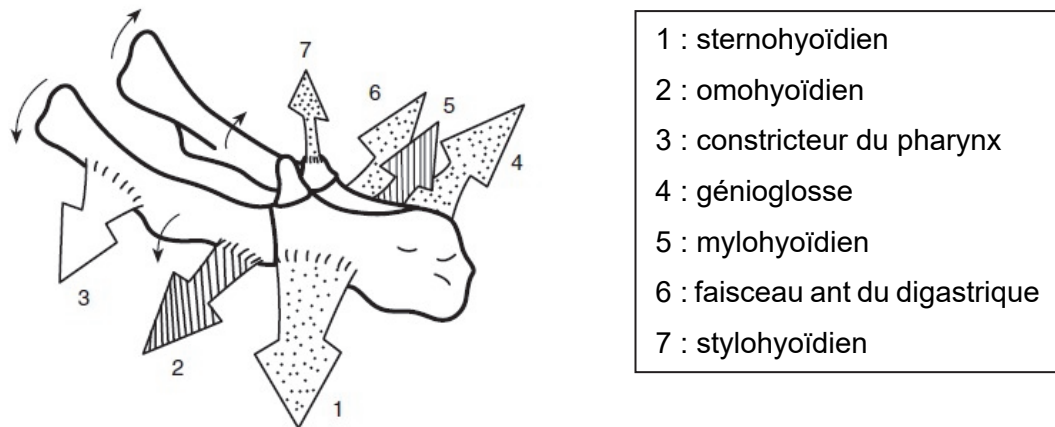 7
6
5
4
3
2
1
1 : sternohyoïdien
2 : omohyoïdien
3 : constricteur du pharynx
4 : génioglosse
5 : mylohyoïdien
6 : faisceau ant du digastrique
7 : stylohyoïdien